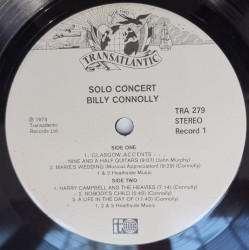 TRANSATLANTIC
SOLO CONCERT
BILLY CONNOLLY
℗ 1974
Transatlantic
Records Ltd.
TRA 279
STEREO
Record 1
SIDE ONE
1. GLASGOW ACCENTS . . .
NINE AND A HALF GUITARS (9:07) (John Murphy)
2. MARIE'S WEDDING (Musical Appreciation) (9:20) (Connolly)
1 & 2 Heathside Music
SIDE TWO
1. HARRY CAMPBELL AND THE HEAVIES (7:14) (Connolly)
2. NOBODY'S CHILD (6:00) (Connolly)
3. A LIFE IN THE DAY OF (11:43) (Connolly)
1, 2 & 3 Heathside Music